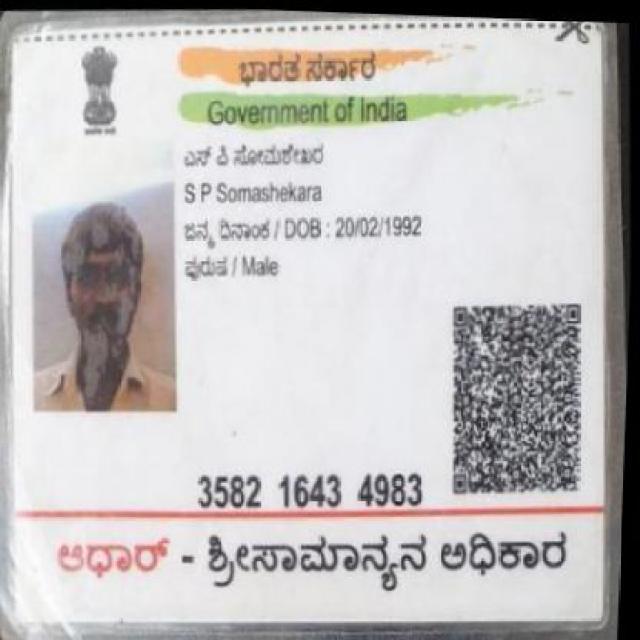 ಭಾರತ ಸರ್ಕಾರ
Government of India
ಎಸ್ ಪಿ ಸೋಮಶೇಖರ
S P Somashekara
ಜನ್ಮ ದಿನಾಂಕ / DOB : 20/02/1992
ಪುರುಷ / Male
3582 1643 4983
ಆಧಾರ್ - ಶ್ರೀಸಾಮಾನ್ಯನ ಅಧಿಕಾರ